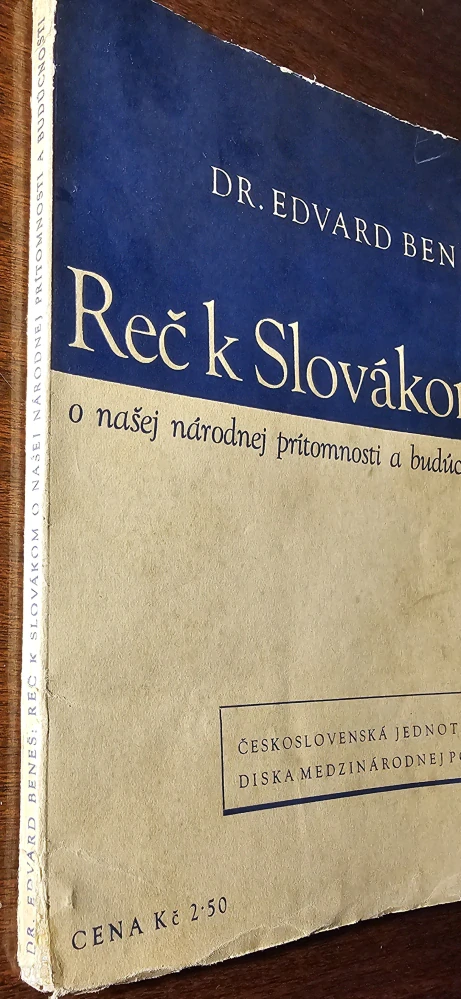 DR. EDVARD BENEŠ: REČ K SLOVÁKOM O NAŠEJ NÁRODNEJ PRÍTOMNOSTI A BUDÚCNOSTI
DR. EDVARD BEN
Reč k Slovákom
o našej národnej prítomnosti a budúc
ČESKOSLOVENSKÁ JEDNOT
DISKA MEDZINÁRODNEJ PO
CENA Kč 2·50